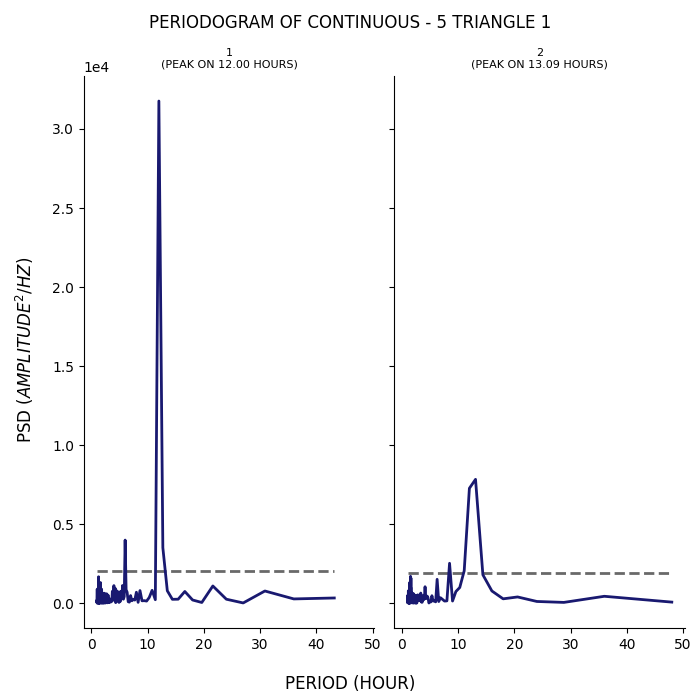 PERIODOGRAM OF CONTINUOUS - 5 TRIANGLE 1
1
(PEAK ON 12.00 HOURS)
2
(PEAK ON 13.09 HOURS)
1e4
3.0
2.5
2.0
1.5
1.0
0.5
0.0
PSD (AMPLITUDE²/HZ)
0 10 20 30 40 50
0 10 20 30 40 50
PERIOD (HOUR)